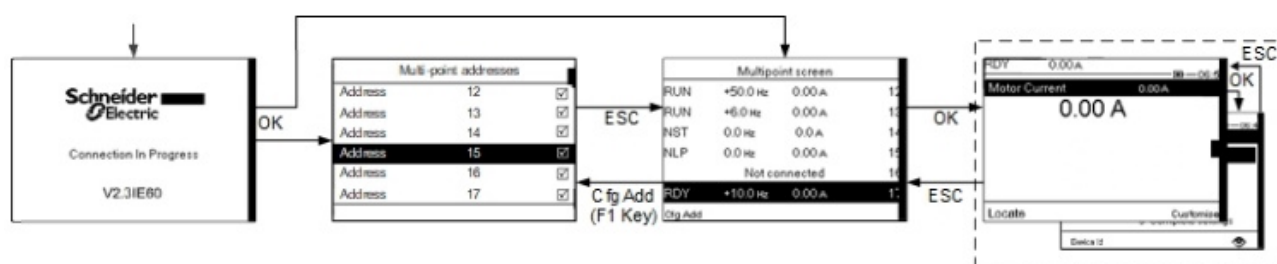 Schneider
Electric
Connection In Progress
V2.3IE60
OK
Multi-point addresses
Address 12
Address 13
Address 14
Address 15
Address 16
Address 17
ESC
Cfg Add
(F1 Key)
Multipoint screen
RUN +50.0 Hz 0.00 A 12
RUN +6.0 Hz 0.00 A 13
NST 0.0 Hz 0.0 A 14
NLP 0.0 Hz 0.00 A 15
Not connected 16
RDY +10.0 Hz 0.00 A 17
Cfg Add
OK
ESC
RDY 0.00 A
Motor Current 0.00A
0.00 A
Locate Customise
ESC
OK
Device Id